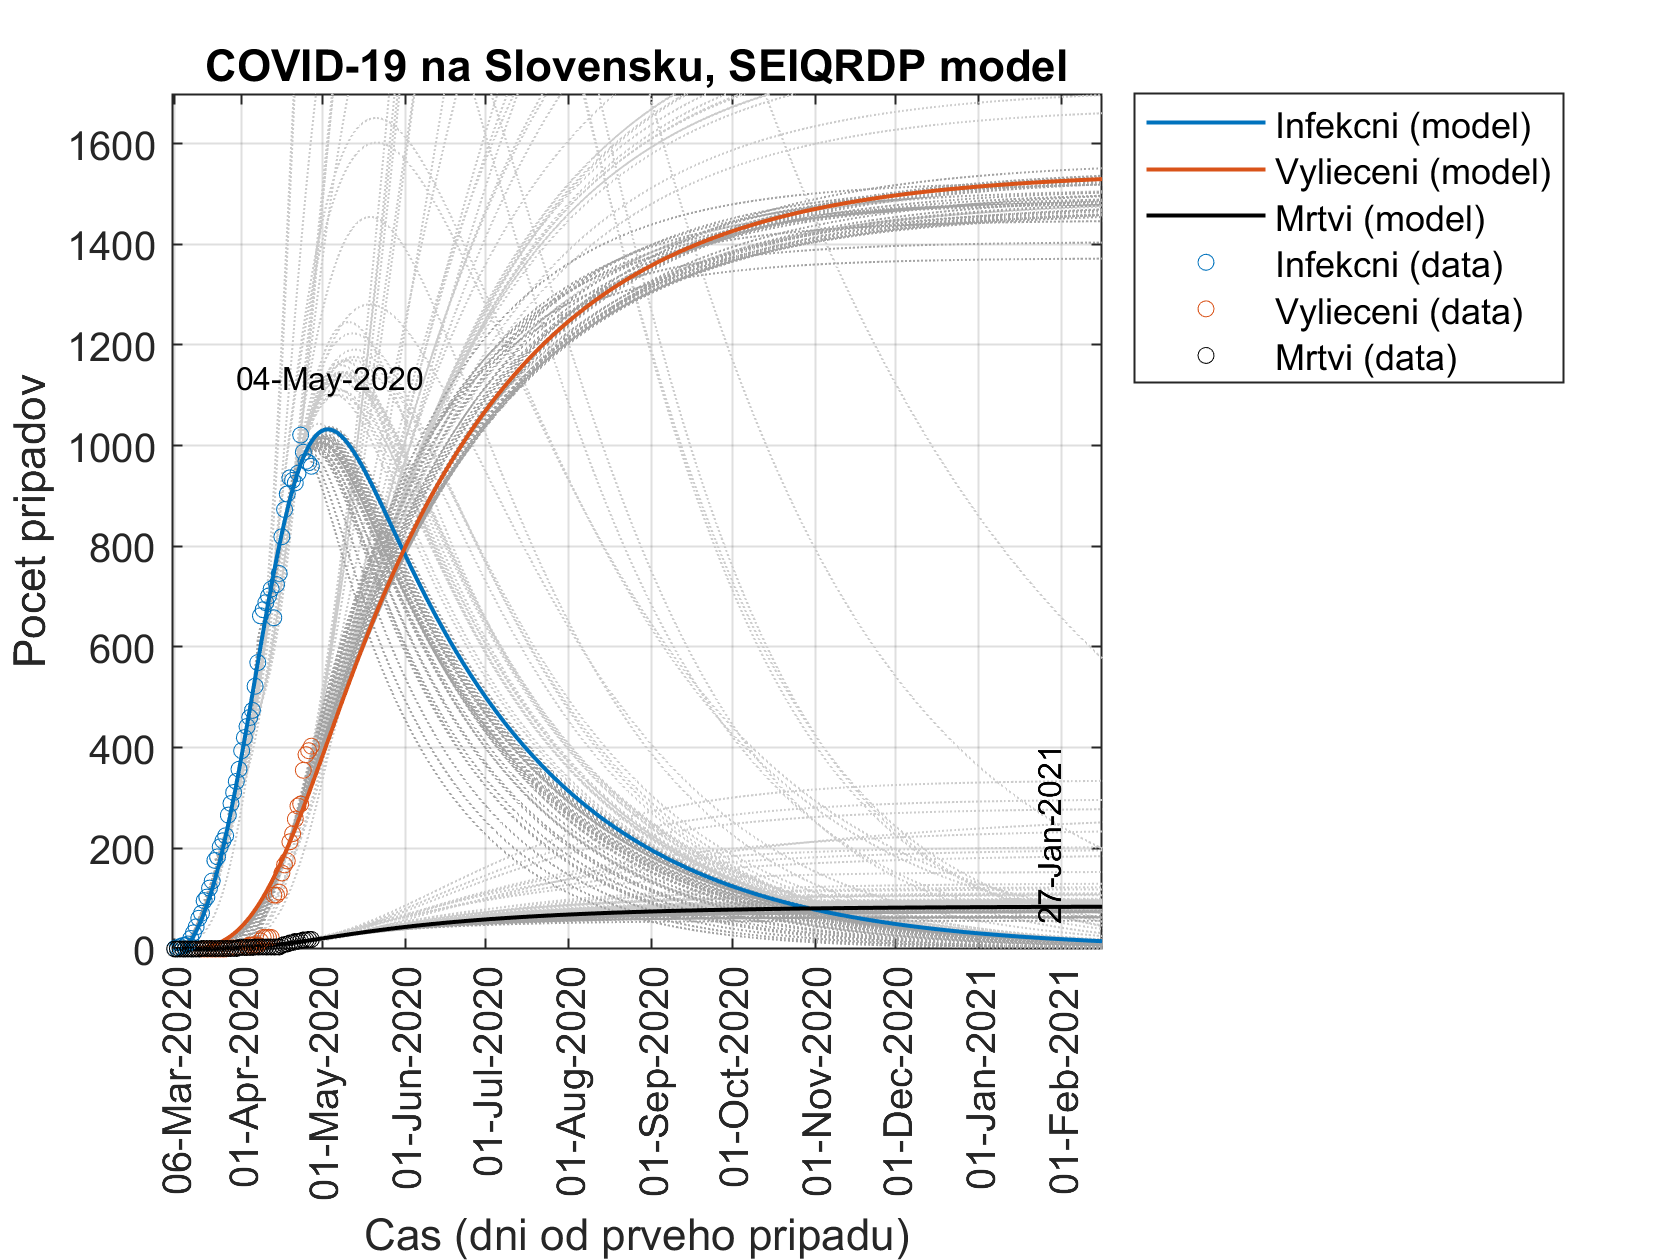 COVID-19 na Slovensku, SEIQRDP model
Infekcni (model)
Vylieceni (model)
Mrtvi (model)
Infekcni (data)
Vylieceni (data)
Mrtvi (data)
Pocet pripadov
1600
1400
1200
1000
800
600
400
200
0
04-May-2020
27-Jan-2021
06-Mar-2020
01-Apr-2020
01-May-2020
01-Jun-2020
01-Jul-2020
01-Aug-2020
01-Sep-2020
01-Oct-2020
01-Nov-2020
01-Dec-2020
01-Jan-2021
01-Feb-2021
Cas (dni od prveho pripadu)